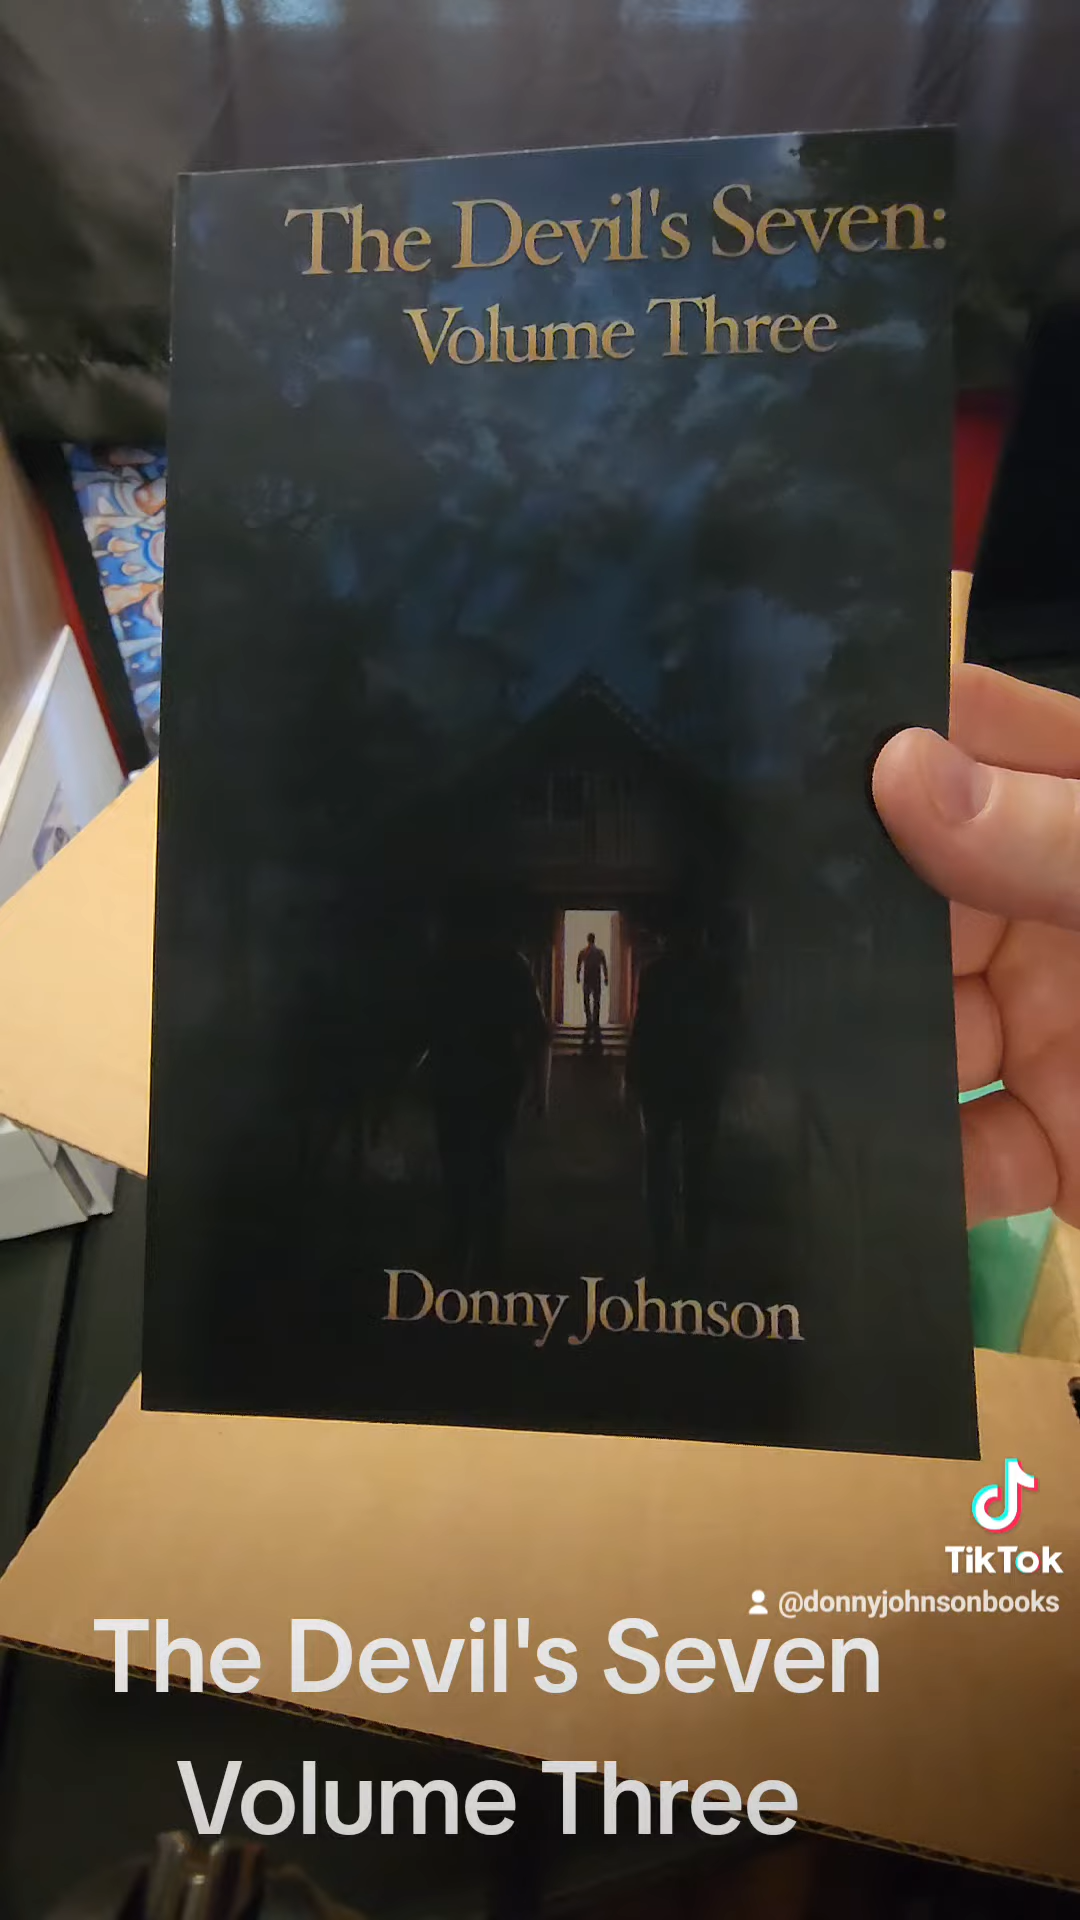 The Devil's Seven:
Volume Three
Donny Johnson
TikTok
@donnyjohnsonbooks
The Devil's Seven
Volume Three